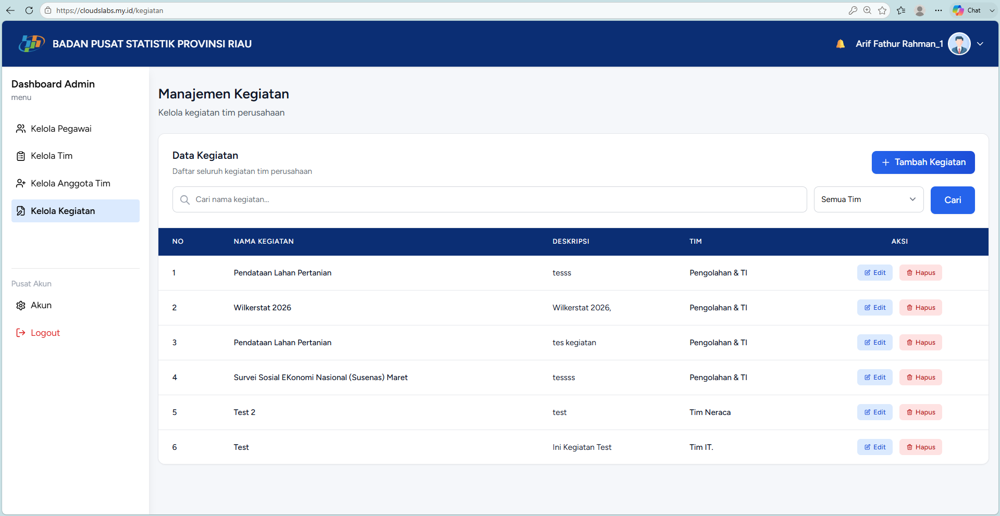 https://cloudslabs.my.id/kegiatan
Chat
BADAN PUSAT STATISTIK PROVINSI RIAU
Arif Fathur Rahman_1
Dashboard Admin
menu
Kelola Pegawai
Kelola Tim
Kelola Anggota Tim
Kelola Kegiatan
Pusat Akun
Akun
Logout
Manajemen Kegiatan
Kelola kegiatan tim perusahaan
Data Kegiatan
Daftar seluruh kegiatan tim perusahaan
Tambah Kegiatan
Cari nama kegiatan...
Semua Tim
Cari
NO NAMA KEGIATAN DESKRIPSI TIM AKSI
1 Pendataan Lahan Pertanian tesss Pengolahan & TI Edit Hapus
2 Wilkerstat 2026 Wilkerstat 2026, Pengolahan & TI Edit Hapus
3 Pendataan Lahan Pertanian tes kegiatan Pengolahan & TI Edit Hapus
4 Survei Sosial EKonomi Nasional (Susenas) Maret tessss Pengolahan & TI Edit Hapus
5 Test 2 test Tim Neraca Edit Hapus
6 Test Ini Kegiatan Test Tim IT. Edit Hapus